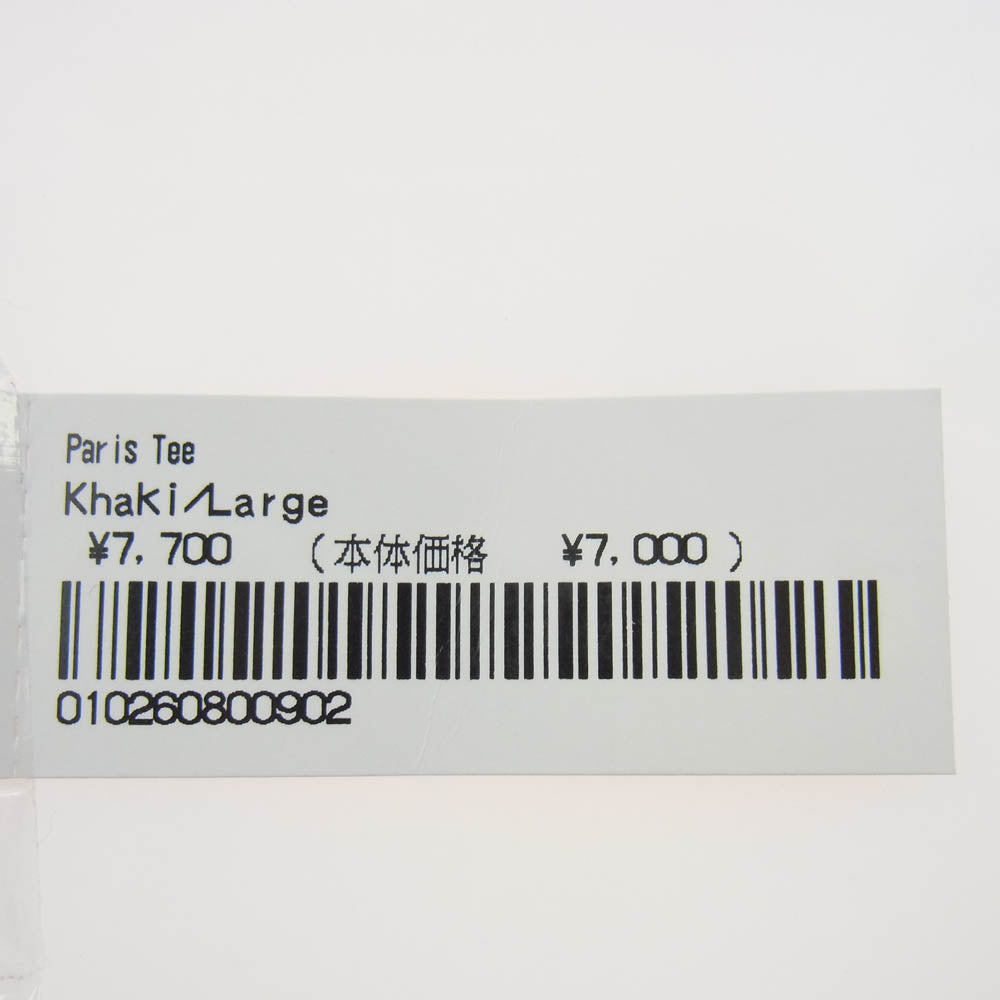 Paris Tee
Khaki/Large
¥7,700 (本体価格 ¥7,000)
010260800902